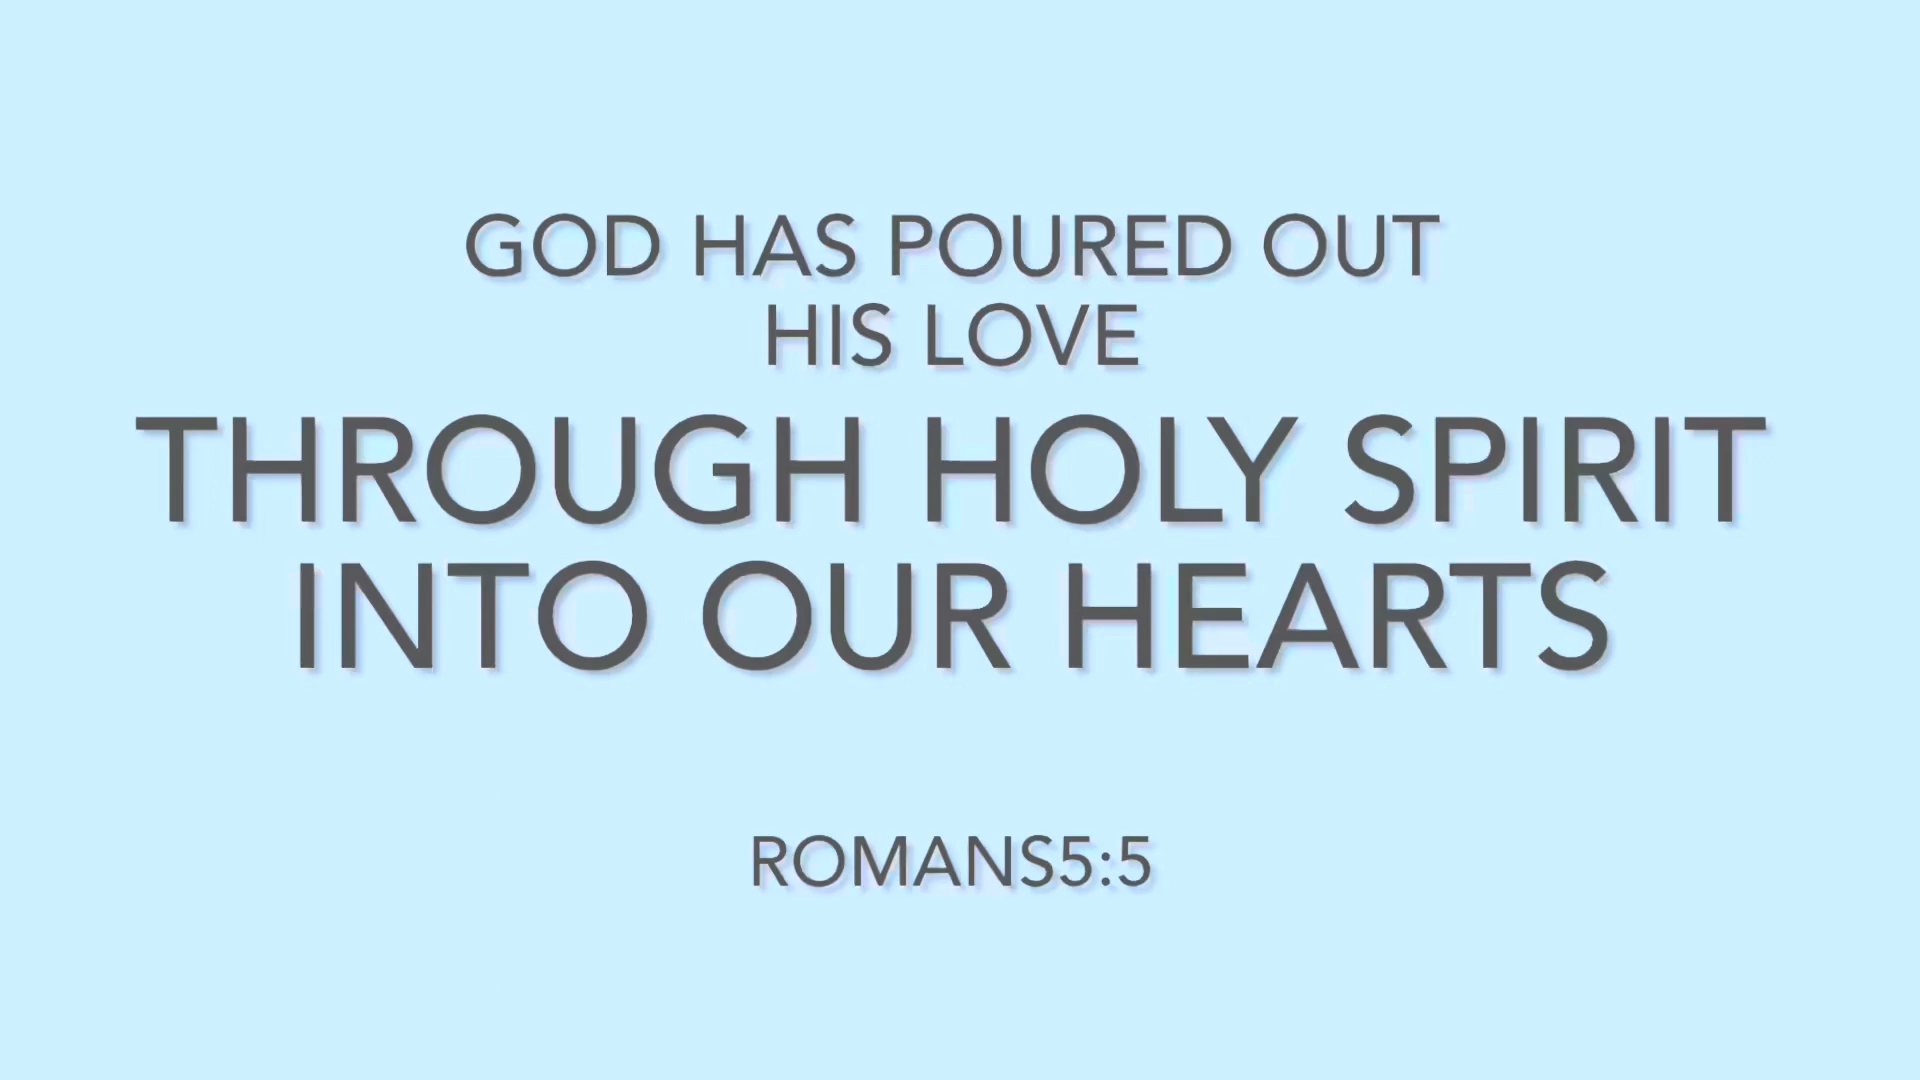 GOD HAS POURED OUT
HIS LOVE
THROUGH HOLY SPIRIT
INTO OUR HEARTS
ROMANS5:5